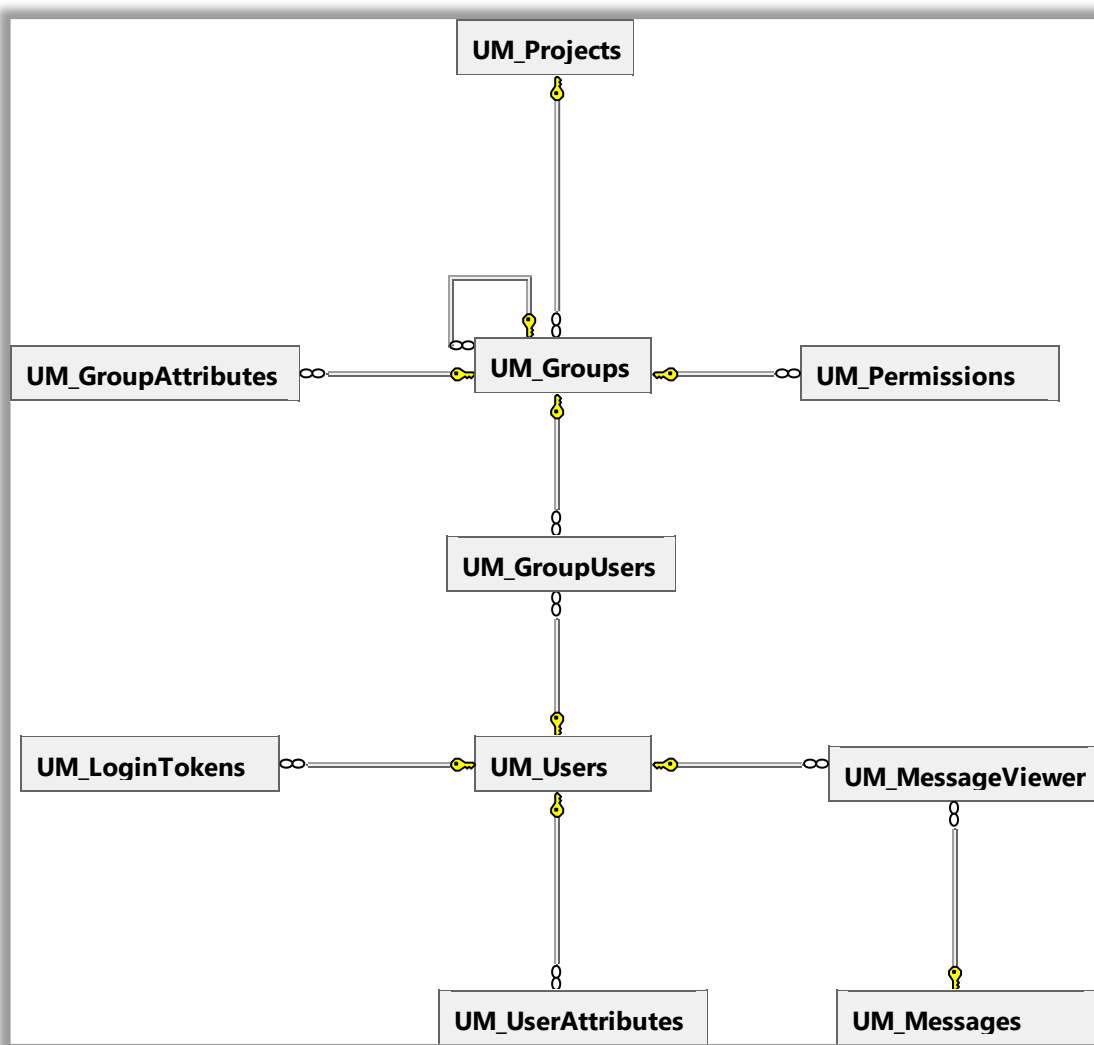 UM_Projects
UM_GroupAttributes
UM_Groups
UM_Permissions
UM_GroupUsers
UM_LoginTokens
UM_Users
UM_MessageViewer
UM_UserAttributes
UM_Messages